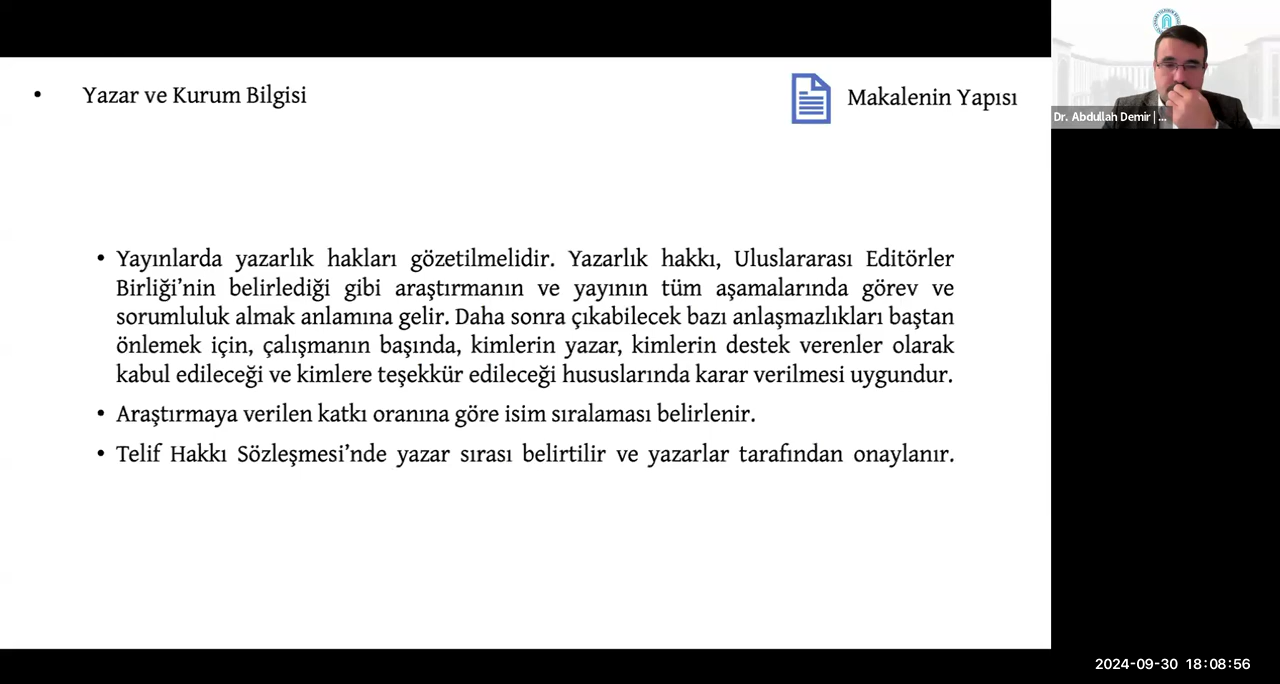 • Yazar ve Kurum Bilgisi
Makalenin Yapısı
• Yayınlarda yazarlık hakları gözetilmelidir. Yazarlık hakkı, Uluslararası Editörler
Birliği’nin belirlediği gibi araştırmanın ve yayının tüm aşamalarında görev ve
sorumluluk almak anlamına gelir. Daha sonra çıkabilecek bazı anlaşmazlıkları baştan
önlemek için, çalışmanın başında, kimlerin yazar, kimlerin destek verenler olarak
kabul edileceği ve kimlere teşekkür edileceği hususlarında karar verilmesi uygundur.
• Araştırmaya verilen katkı oranına göre isim sıralaması belirlenir.
• Telif Hakkı Sözleşmesi’nde yazar sırası belirtilir ve yazarlar tarafından onaylanır.
Dr. Abdullah Demir | ...
2024-09-30 18:08:56